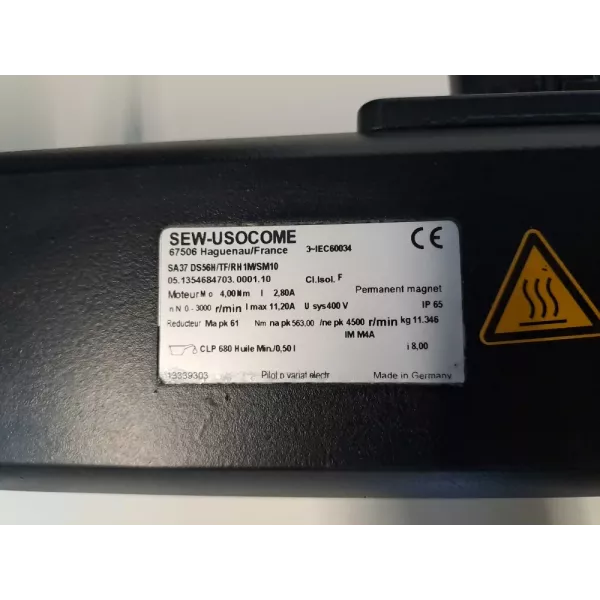 SEW-USOCOME
67506 Haguenau/France 3~IEC60034 CE
SA37 DS56H/TF/RH1M/SM10
05.1354684703.0001.10 Cl.Isol. F
Moteur M o 4,00Nm I 2,80A Permanent magnet
n N 0 - 3000 r/min I max 11,20A U sys 400 V IP 65
Reducteur Ma pk 61 Nm na pk 563,00 /ne pk 4500 r/min kg 11.346
IM M4A
CLP 680 Huile Min./0,50 l i 8,00
Pilot p variat electr Made in Germany